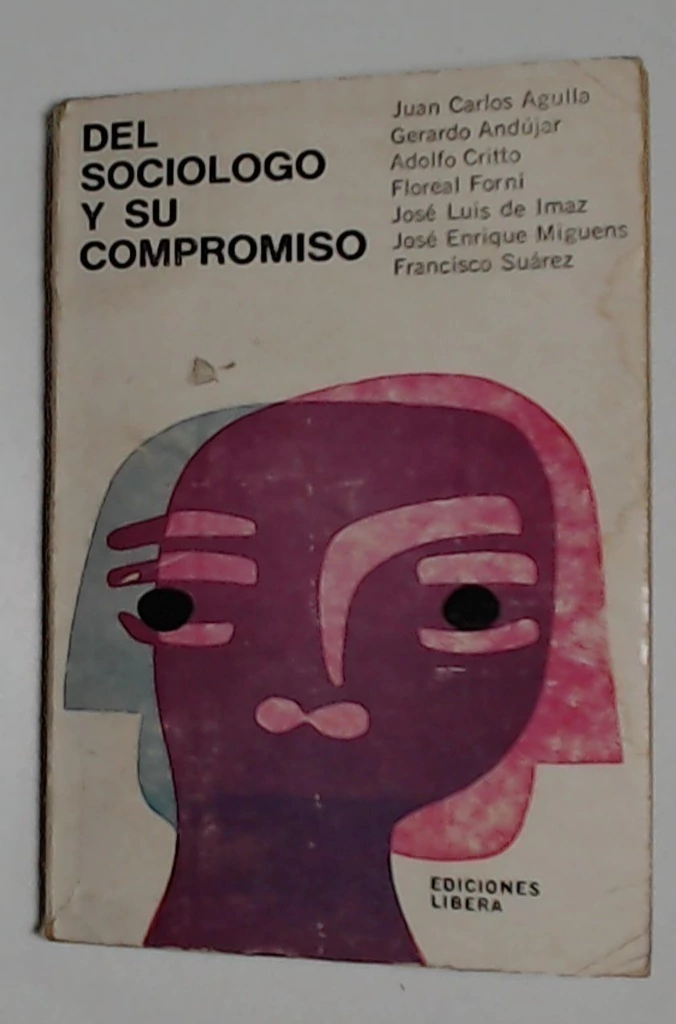 DEL
SOCIOLOGO
Y SU
COMPROMISO
Juan Carlos Agulla
Gerardo Andújar
Adolfo Critto
Floreal Forni
José Luis de Imaz
José Enrique Miguens
Francisco Suárez
EDICIONES
LIBERA